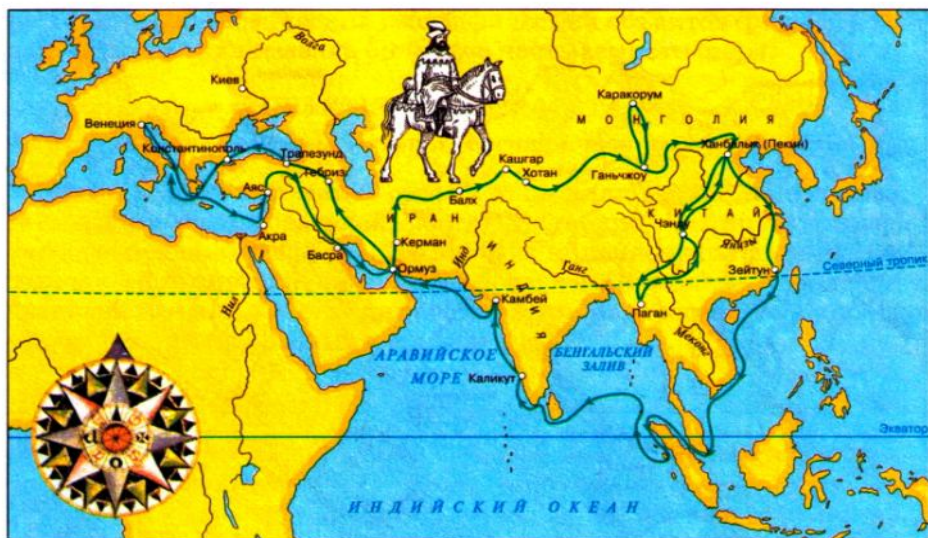 Волга
Киев
Каракорум
МОНГОЛИЯ
Венеция
Константинополь
Трапезунд
Ханбалык (Пекин)
Кашгар
Хотан
Ганьчжоу
Тебриз
Аяс
Балх
ИРАН
КИТАЙ
Чэнду
Акра
Керман
Янцзы
Басра
Инд
ИНДИЯ
Ормуз
Ганг
Зейтун
Северный тропик
Нил
Камбей
Паган
Меконг
АРАВИЙСКОЕ
МОРЕ
БЕНГАЛЬСКИЙ
ЗАЛИВ
Каликут
Экватор
ИНДИЙСКИЙ ОКЕАН